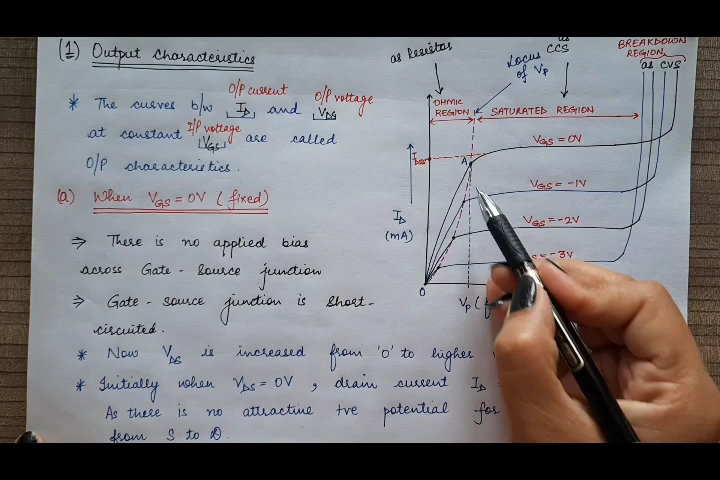 (1) Output Characteristics
* The curves b/w I_D and V_DS
O/P current
O/P voltage
at constant V_GS are called
I/P voltage
O/P characteristics.
(a) When V_GS = 0V (fixed)
⇒ There is no applied bias
across Gate-Source junction
⇒ Gate-source junction is short-
circuited.
* Now V_DS is increased from '0' to higher
* Initially when V_DS = 0V, drain current I_D =
As there is no attractive +ve potential for
from S to D.
as Resistor
Locus
of V_P
as
CCS
BREAKDOWN
REGION
as CVS
OHMIC
REGION
SATURATED REGION
V_GS = 0V
I_DSS
A
V_GS = -1V
V_GS = -2V
= -3V
I_D
(mA)
0
V_P (